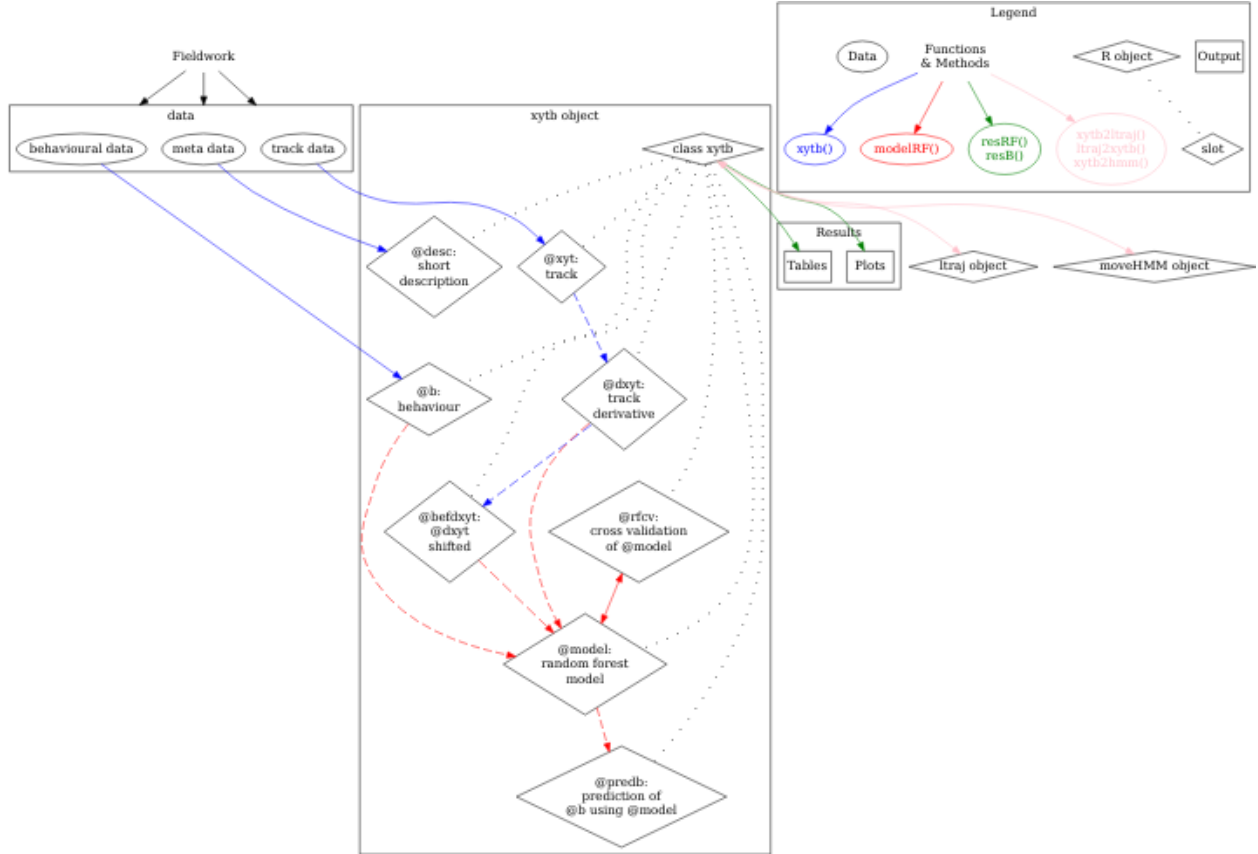 Legend
Fieldwork
Data
Functions
& Methods
R object
Output
data
xytb object
behavioural data
meta data
track data
class xytb
xytb()
modelRF()
resRF()
resB()
xytb2ltraj()
ltraj2xytb()
xytb2hmm()
slot
Results
@desc:
short
description
@xyt:
track
Tables
Plots
ltraj object
moveHMM object
@b:
behaviour
@dxyt:
track
derivative
@befdxyt:
@dxyt
shifted
@rfcv:
cross validation
of @model
@model:
random forest
model
@predb:
prediction of
@b using @model